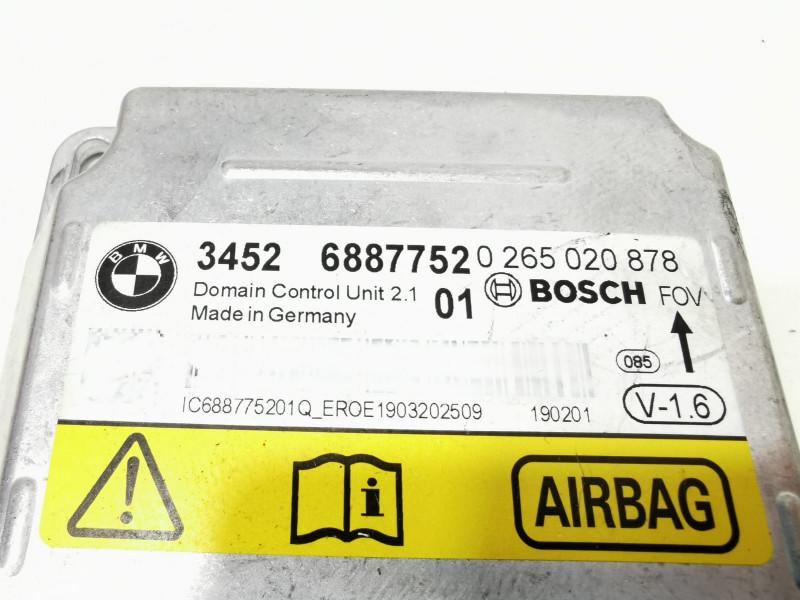 BMW
3452 6887752 0 265 020 878
Domain Control Unit 2.1 01 BOSCH FOV
Made in Germany
085
IC688775201Q_EROE1903202509 190201 V-1.6
i AIRBAG